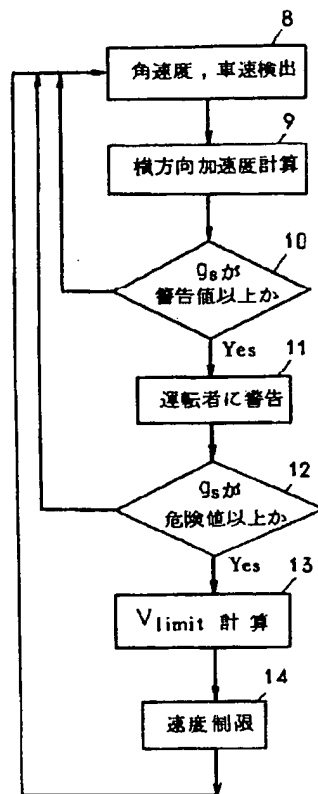 8
角速度，車速検出
9
横方向加速度計算
10
gsが
警告値以上か
Yes
11
運転者に警告
12
gsが
危険値以上か
Yes
13
Vlimit 計算
14
速度制限